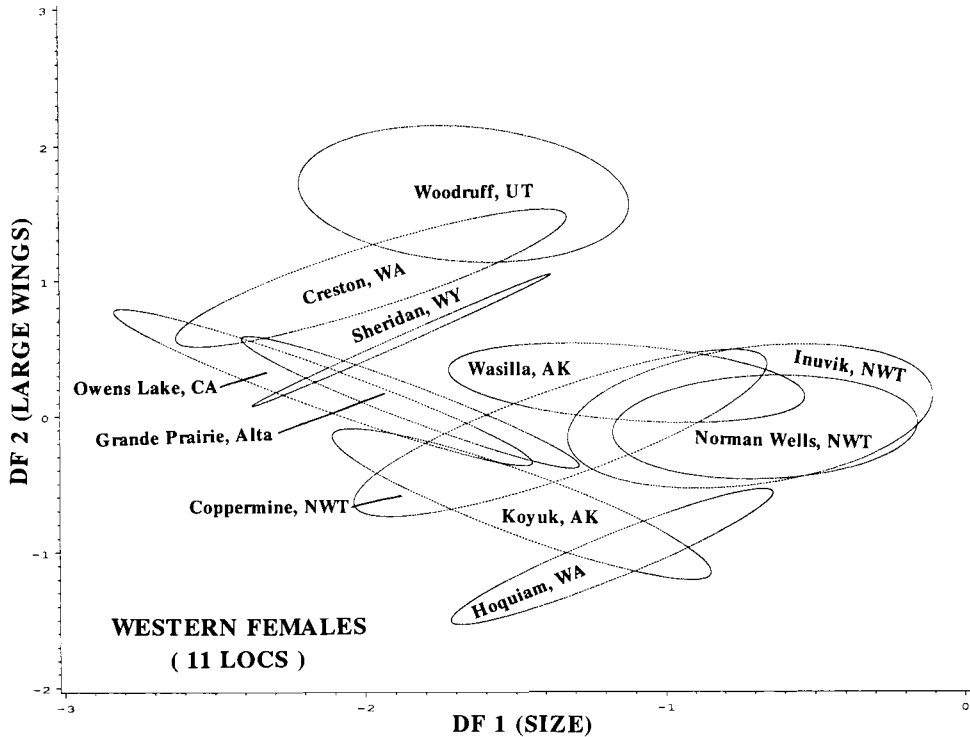 3
2
1
0
-1
-2
DF 2 (LARGE WINGS)
Woodruff, UT
Creston, WA
Sheridan, WY
Owens Lake, CA
Grande Prairie, Alta
Coppermine, NWT
Wasilla, AK
Inuvik, NWT
Norman Wells, NWT
Koyuk, AK
Hoquiam, WA
WESTERN FEMALES
( 11 LOCS )
-3
-2
-1
0
DF 1 (SIZE)